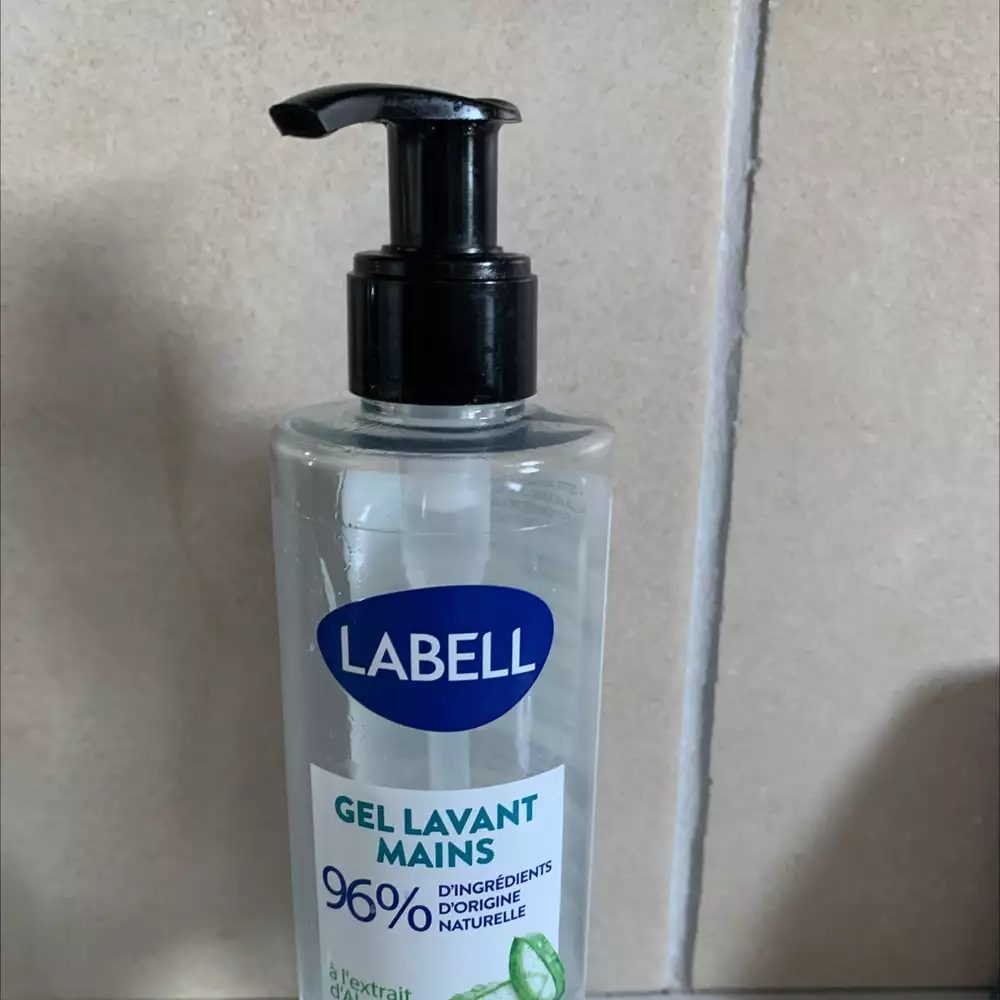 LABELL
GEL LAVANT
MAINS
96%
D'INGRÉDIENTS
D'ORIGINE
NATURELLE
à l'extrait